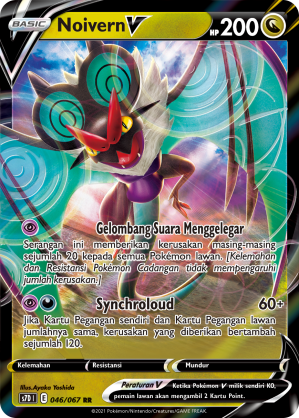 BASIC Noivern V HP 200
Gelombang Suara Menggelegar
Serangan ini memberikan kerusakan masing-masing
sejumlah 20 kepada semua Pokémon lawan. [Kelemahan
dan Resistansi Pokémon Cadangan tidak mempengaruhi
jumlah kerusakan.]
Synchroloud 60+
Jika Kartu Pegangan sendiri dan Kartu Pegangan lawan
jumlahnya sama, kerusakan yang diberikan bertambah
sebesar 120.
Kelemahan Resistansi Mundur
Illus. Ayaka Yoshida
Peraturan V Ketika Pokémon V milik sendiri KO,
pemain lawan akan mengambil 2 Kartu Point.
s7D I E 046/067 RR
©2021 Pokémon/Nintendo/Creatures/GAME FREAK.